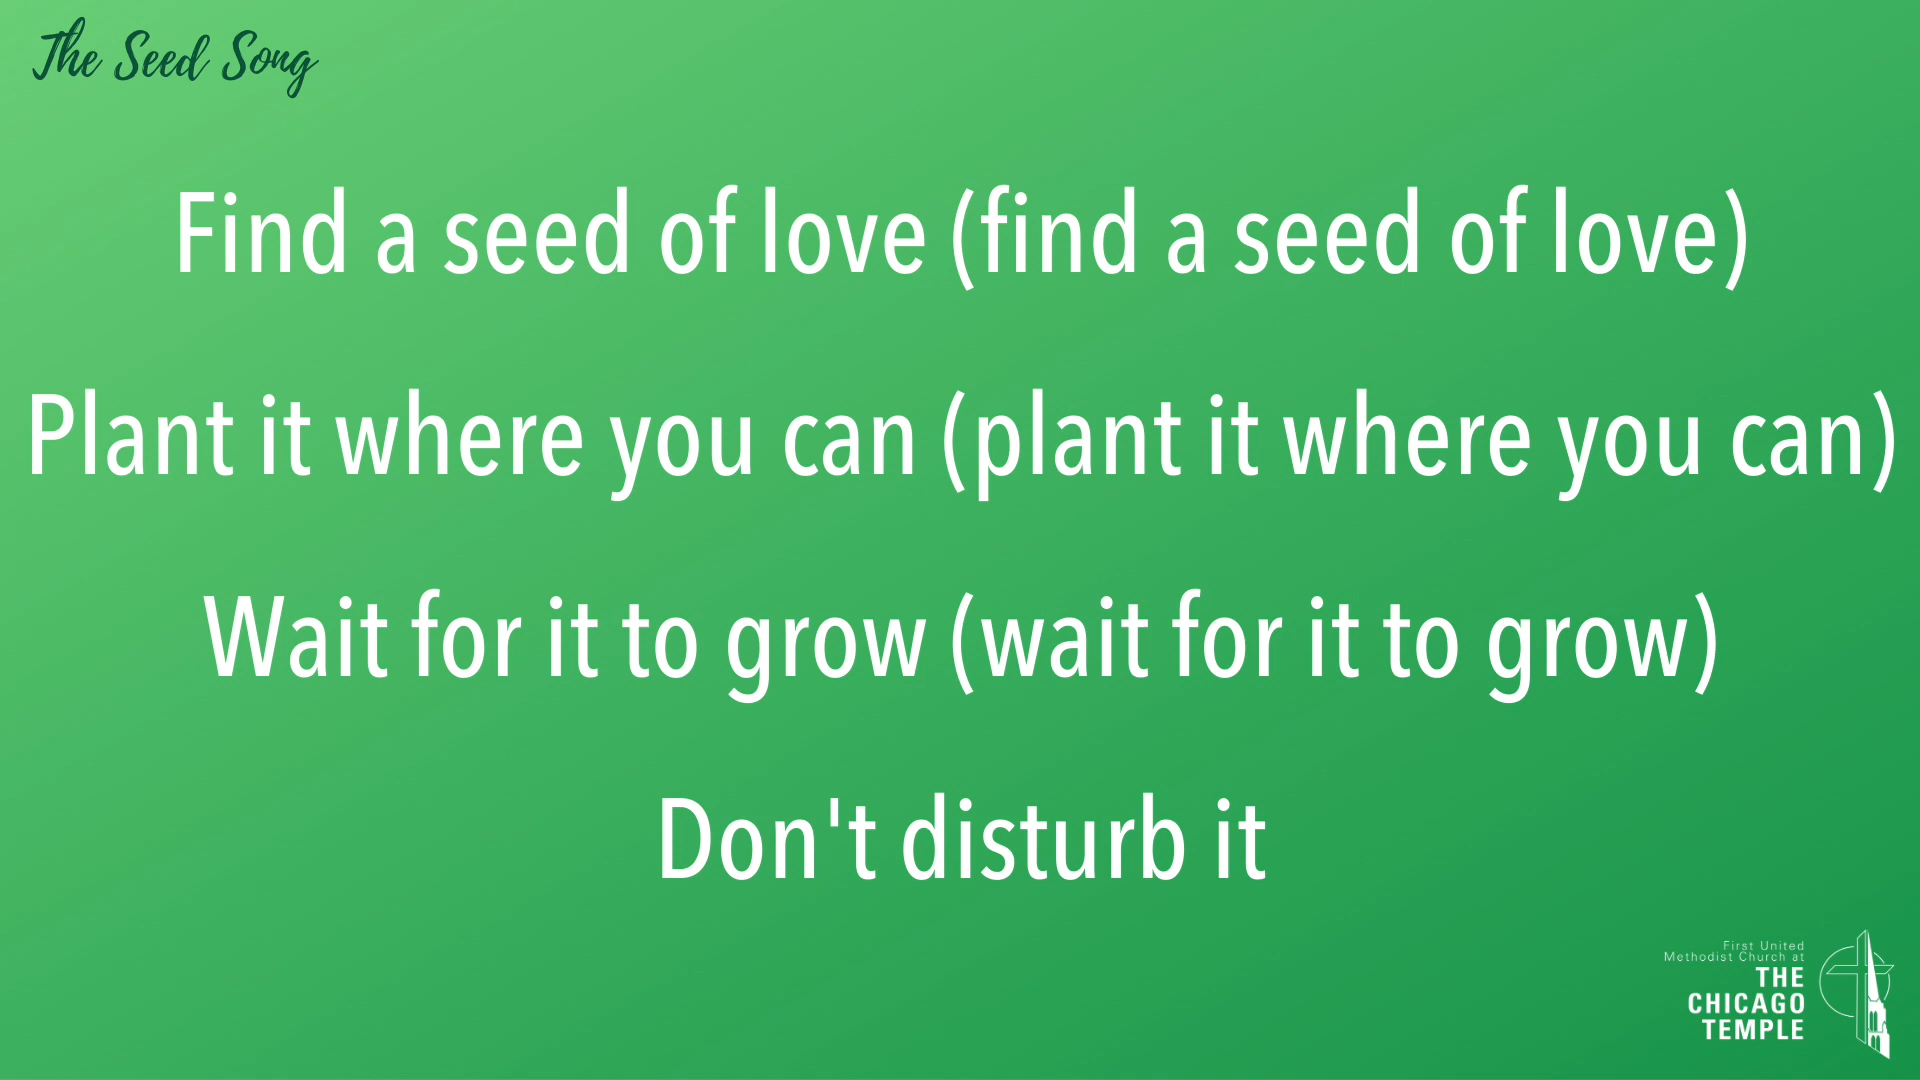 The Seed Song
Find a seed of love (find a seed of love)
Plant it where you can (plant it where you can)
Wait for it to grow (wait for it to grow)
Don't disturb it
First United
Methodist Church at
THE
CHICAGO
TEMPLE